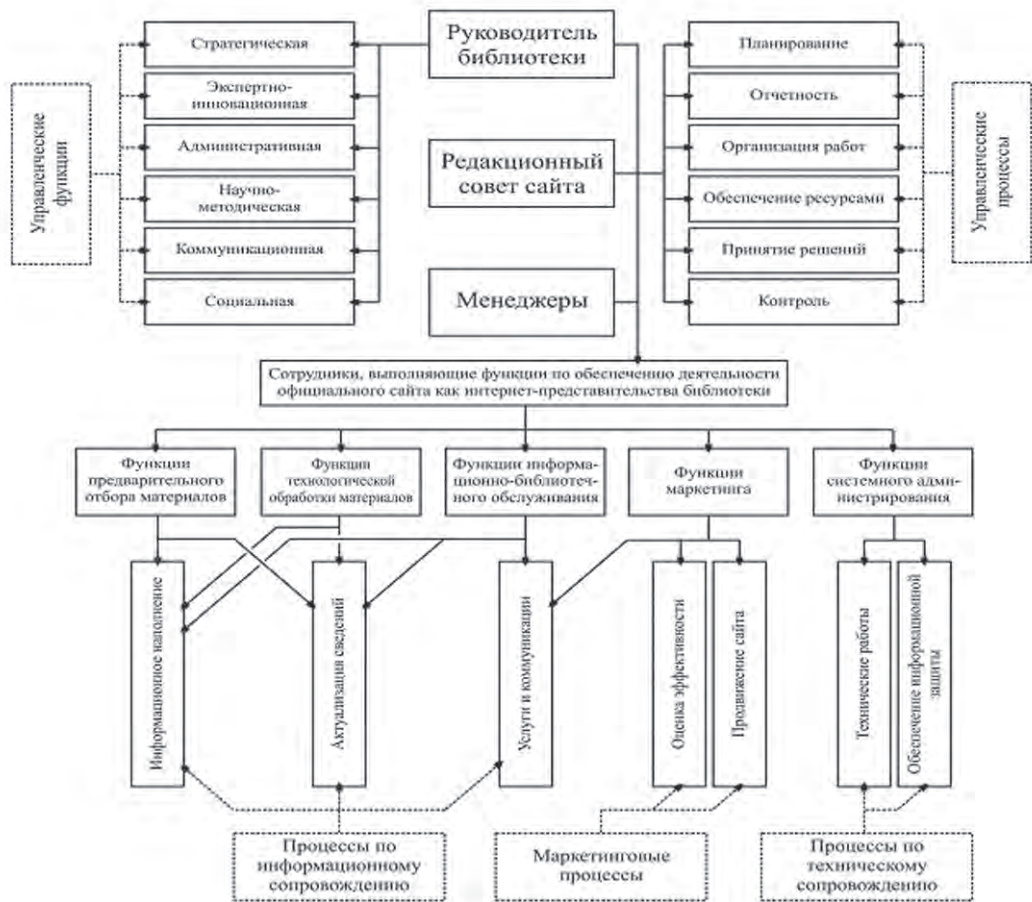 Управленческие
функции
Стратегическая
Экспертно-
инновационная
Административная
Научно-
методическая
Коммуникационная
Социальная
Руководитель
библиотеки
Редакционный
совет сайта
Менеджеры
Планирование
Отчетность
Организация работ
Обеспечение ресурсами
Принятие решений
Контроль
Управленческие
процессы
Сотрудники, выполняющие функции по обеспечению деятельности
официального сайта как интернет-представительства библиотеки
Функции
предварительного
отбора материалов
Функции
технологической
обработки материалов
Функции информа-
ционно-библиотеч-
ного обслуживания
Функции
маркетинга
Функции
системного адми-
нистрирования
Информационное наполнение
Актуализация сведений
Услуги и коммуникации
Оценка эффективности
Продвижение сайта
Технические работы
Обеспечение информационной
защиты
Процессы по
информационному
сопровождению
Маркетинговые
процессы
Процессы по
техническому
сопровождению